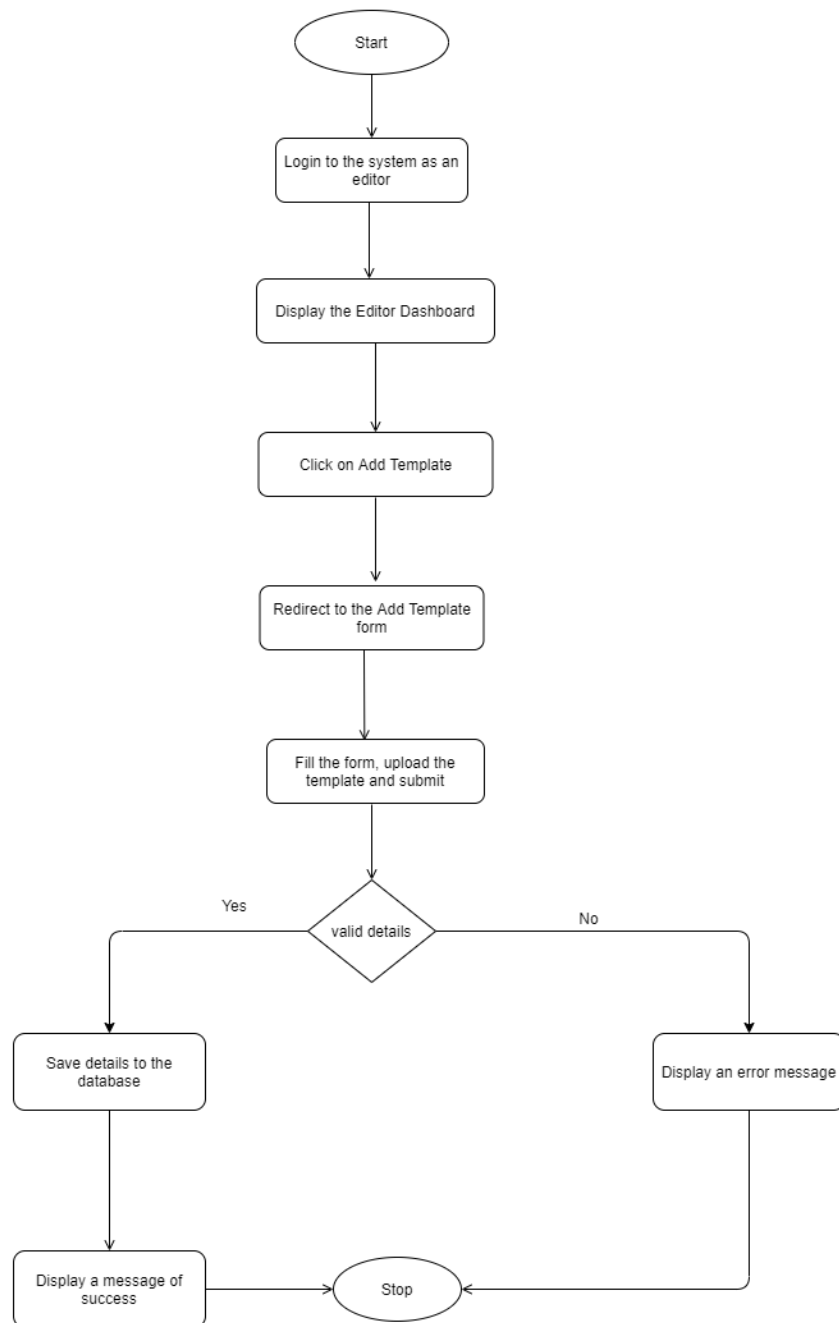 Start
Login to the system as an
editor
Display the Editor Dashboard
Click on Add Template
Redirect to the Add Template
form
Fill the form, upload the
template and submit
Yes
valid details
No
Save details to the
database
Display an error message
Display a message of
success
Stop